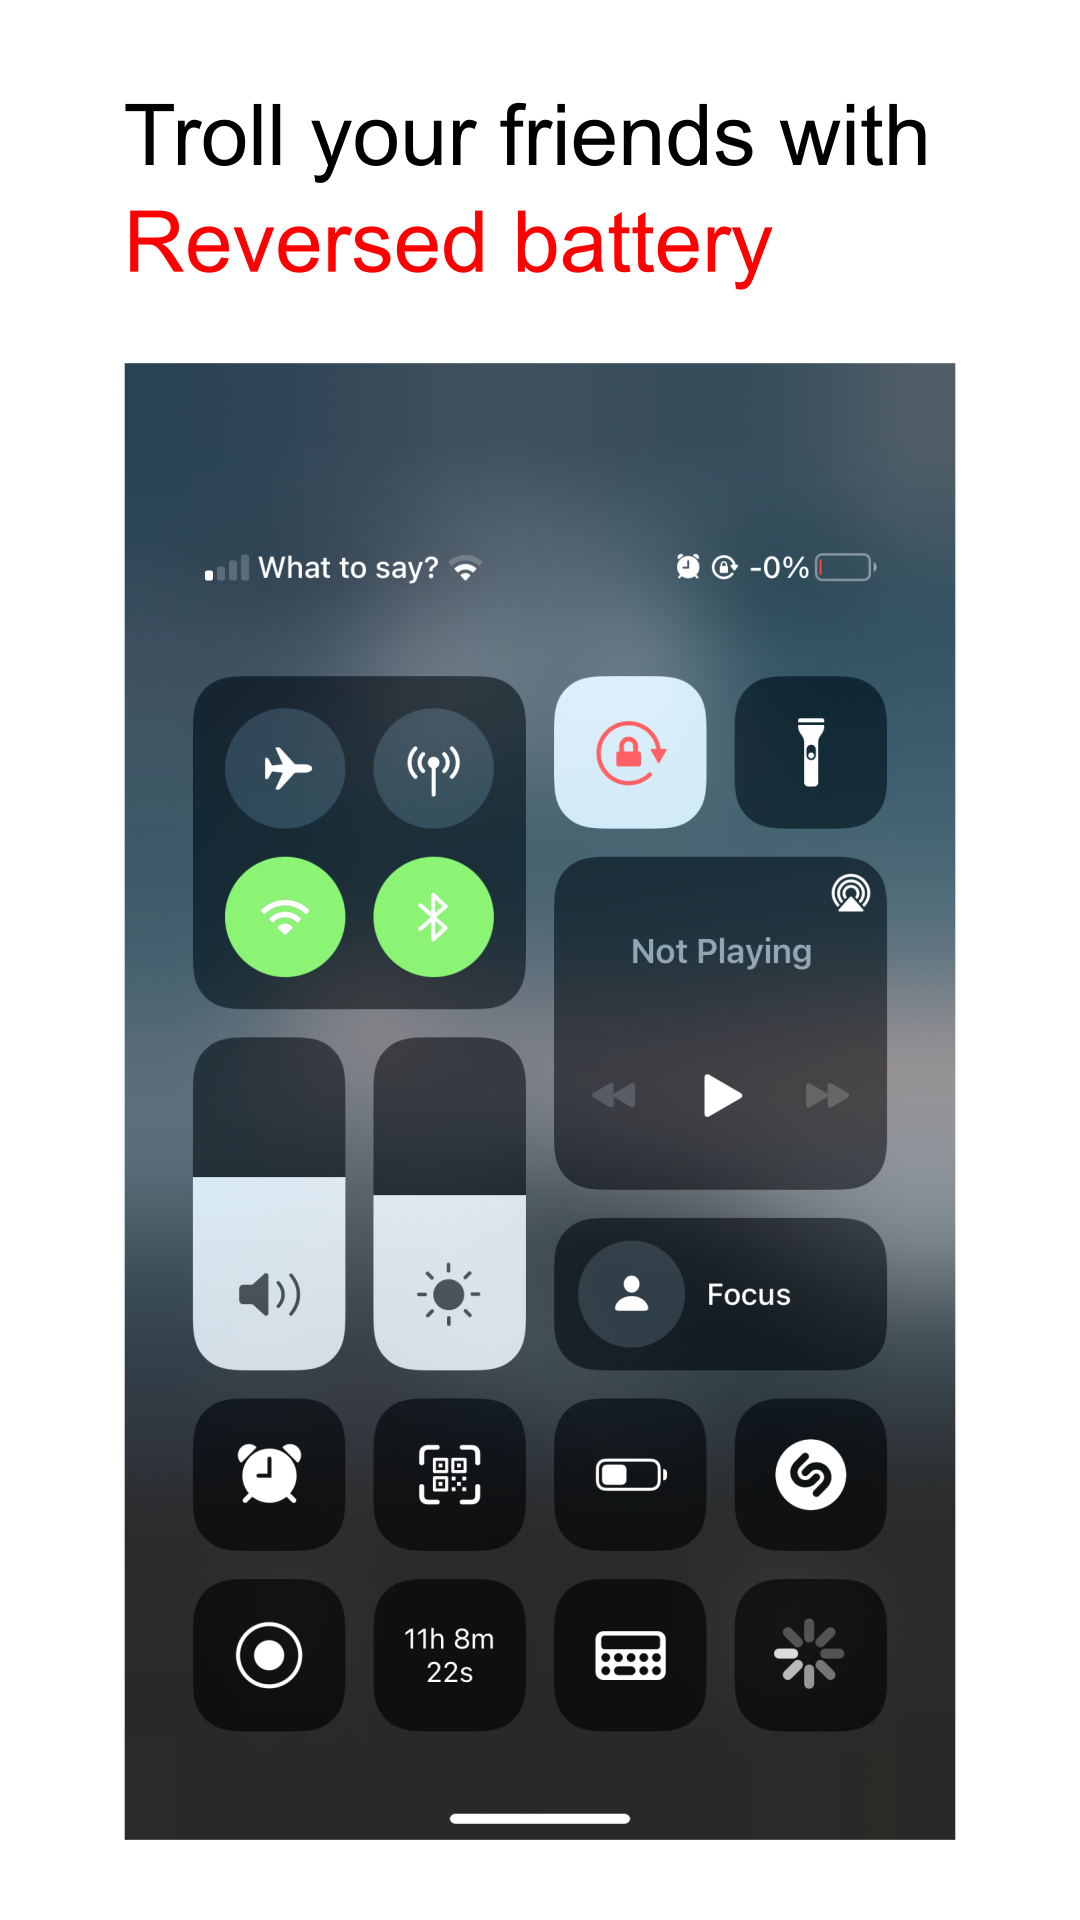 Troll your friends with
Reversed battery
What to say? -0%
Not Playing
Focus
11h 8m
22s